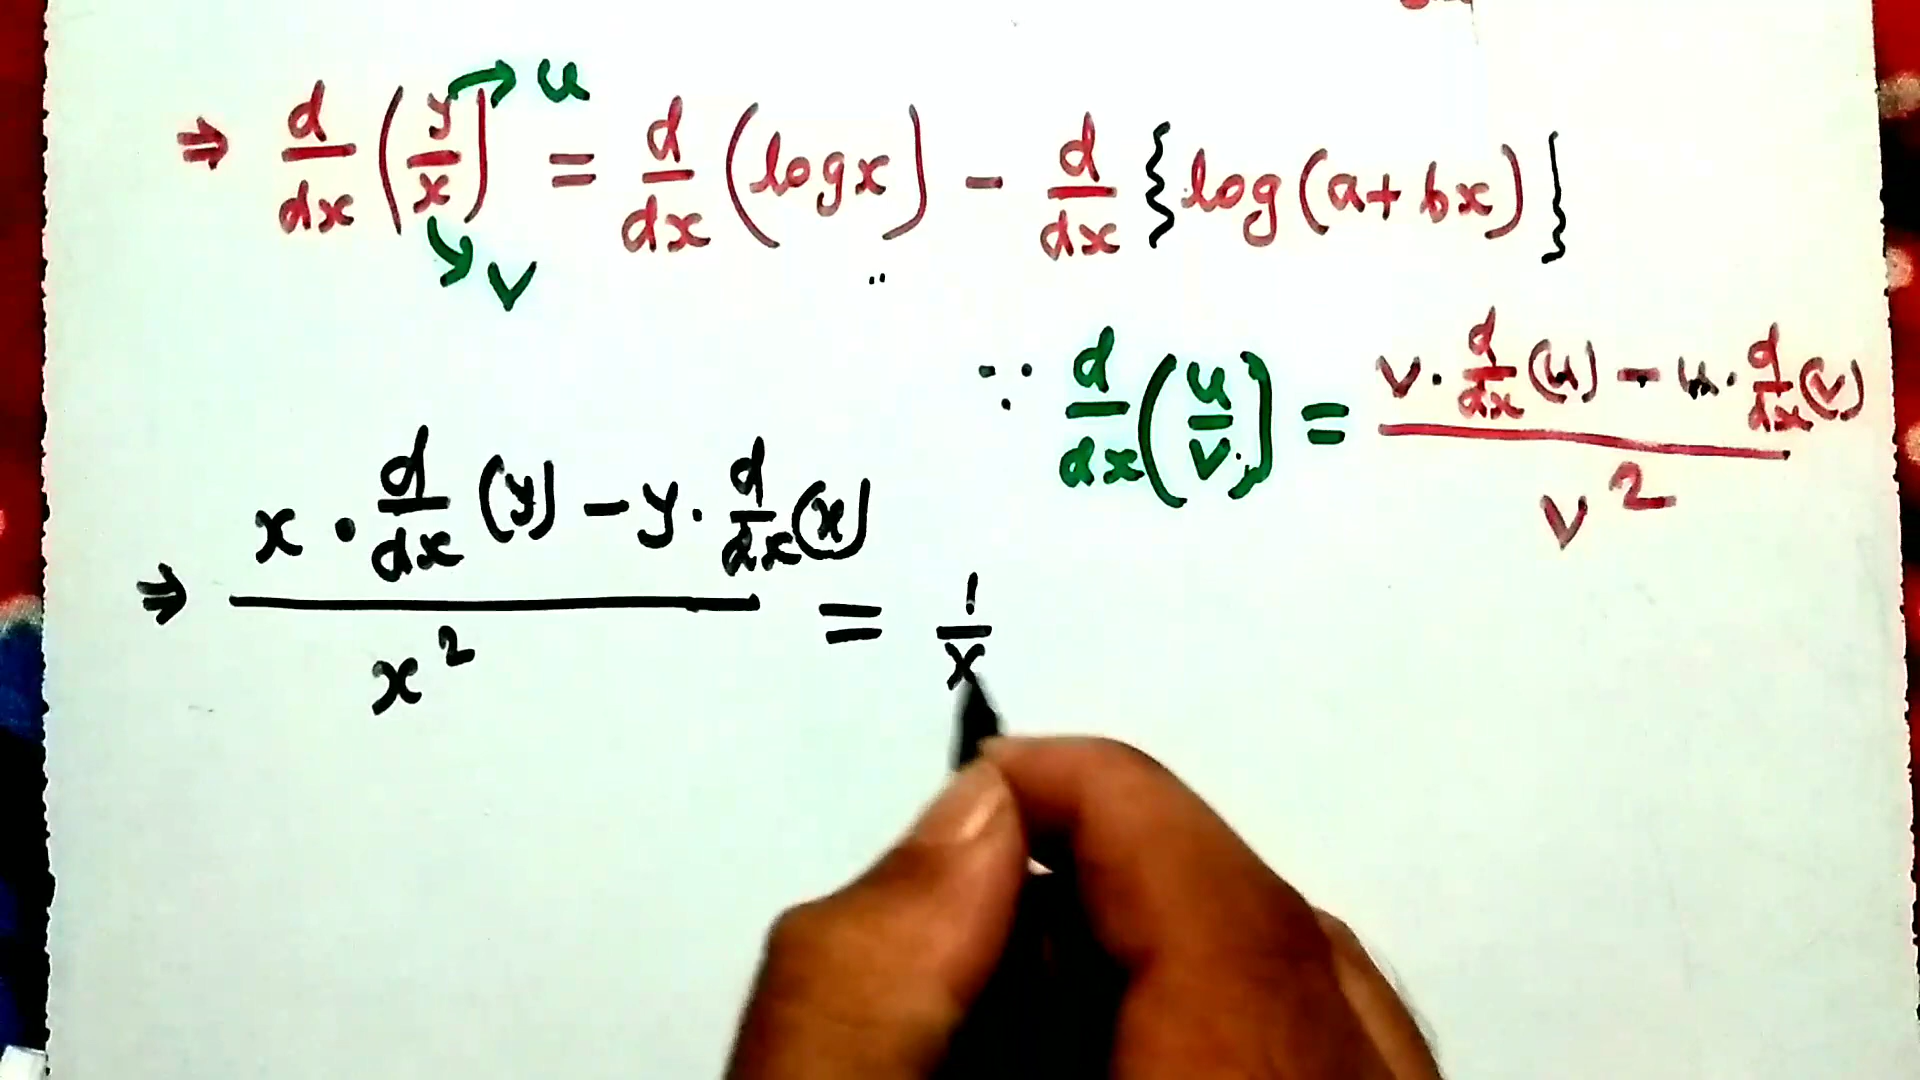 ⇒ d/dx (y/x) → u = d/dx (log x) - d/dx {log (a + bx)}
↘ v
∵ d/dx (u/v) = (v · d/dx (u) - u · d/dx (v)) / v²
⇒ (x · d/dx (y) - y · d/dx (x)) / x² = 1/x